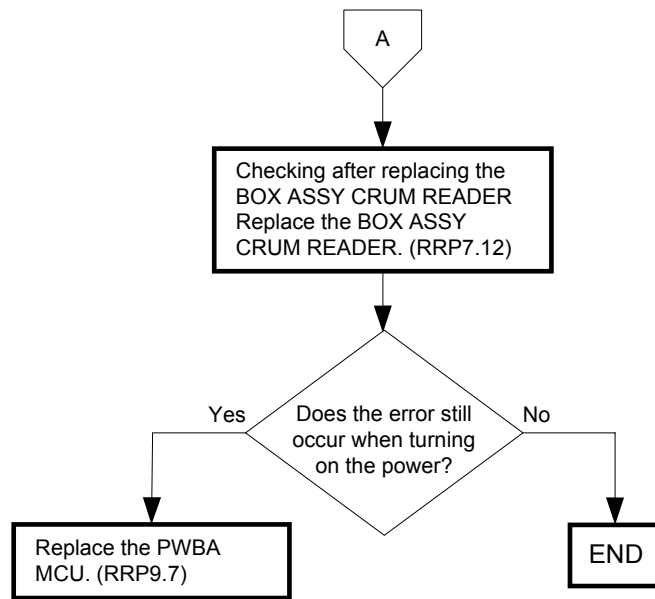 A
Checking after replacing the
BOX ASSY CRUM READER
Replace the BOX ASSY
CRUM READER. (RRP7.12)
Yes
Does the error still
occur when turning
on the power?
No
Replace the PWBA
MCU. (RRP9.7)
END